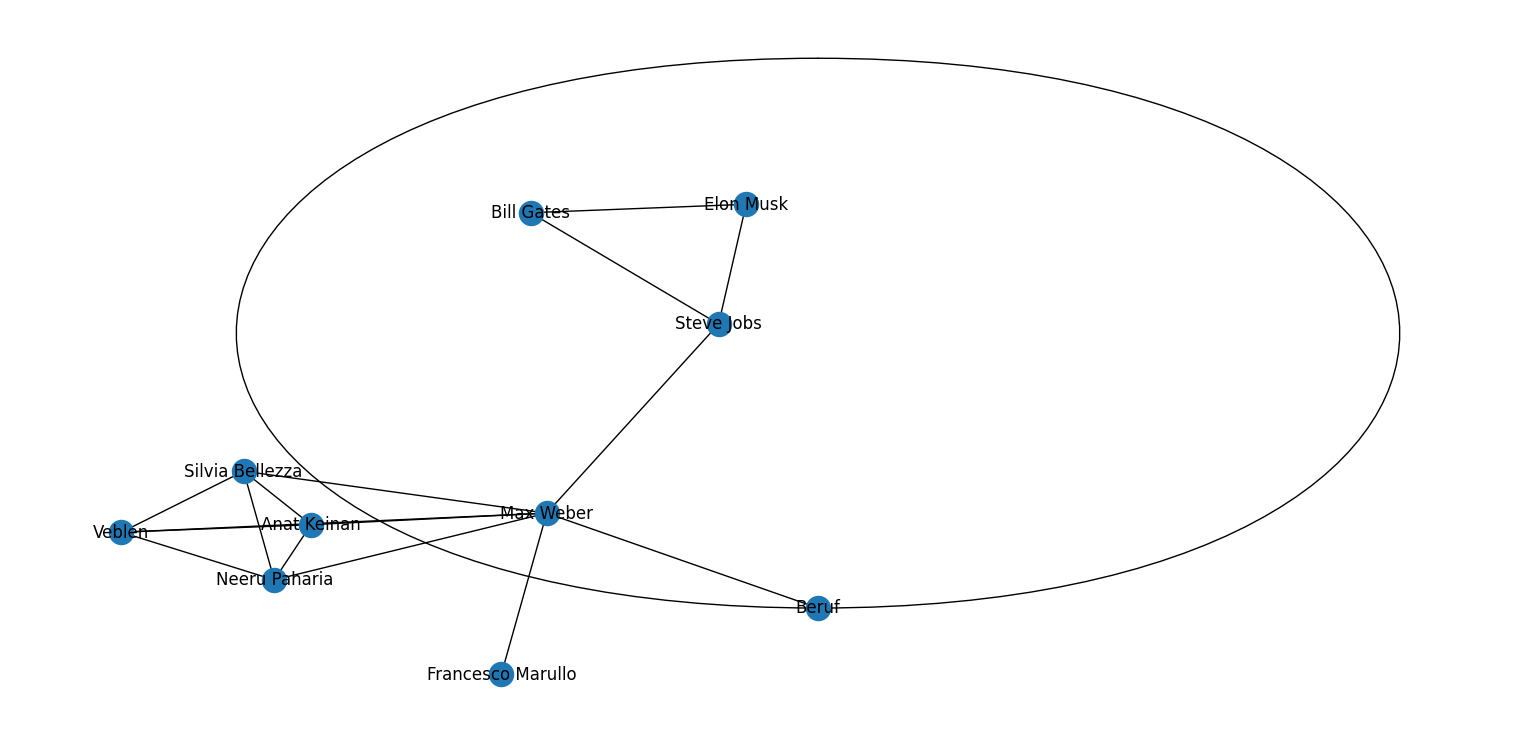 Elon Musk
Bill Gates
Steve Jobs
Silvia Bellezza
Max Weber
Anat Keinan
Veblen
Neeru Paharia
Beruf
Francesco Marullo